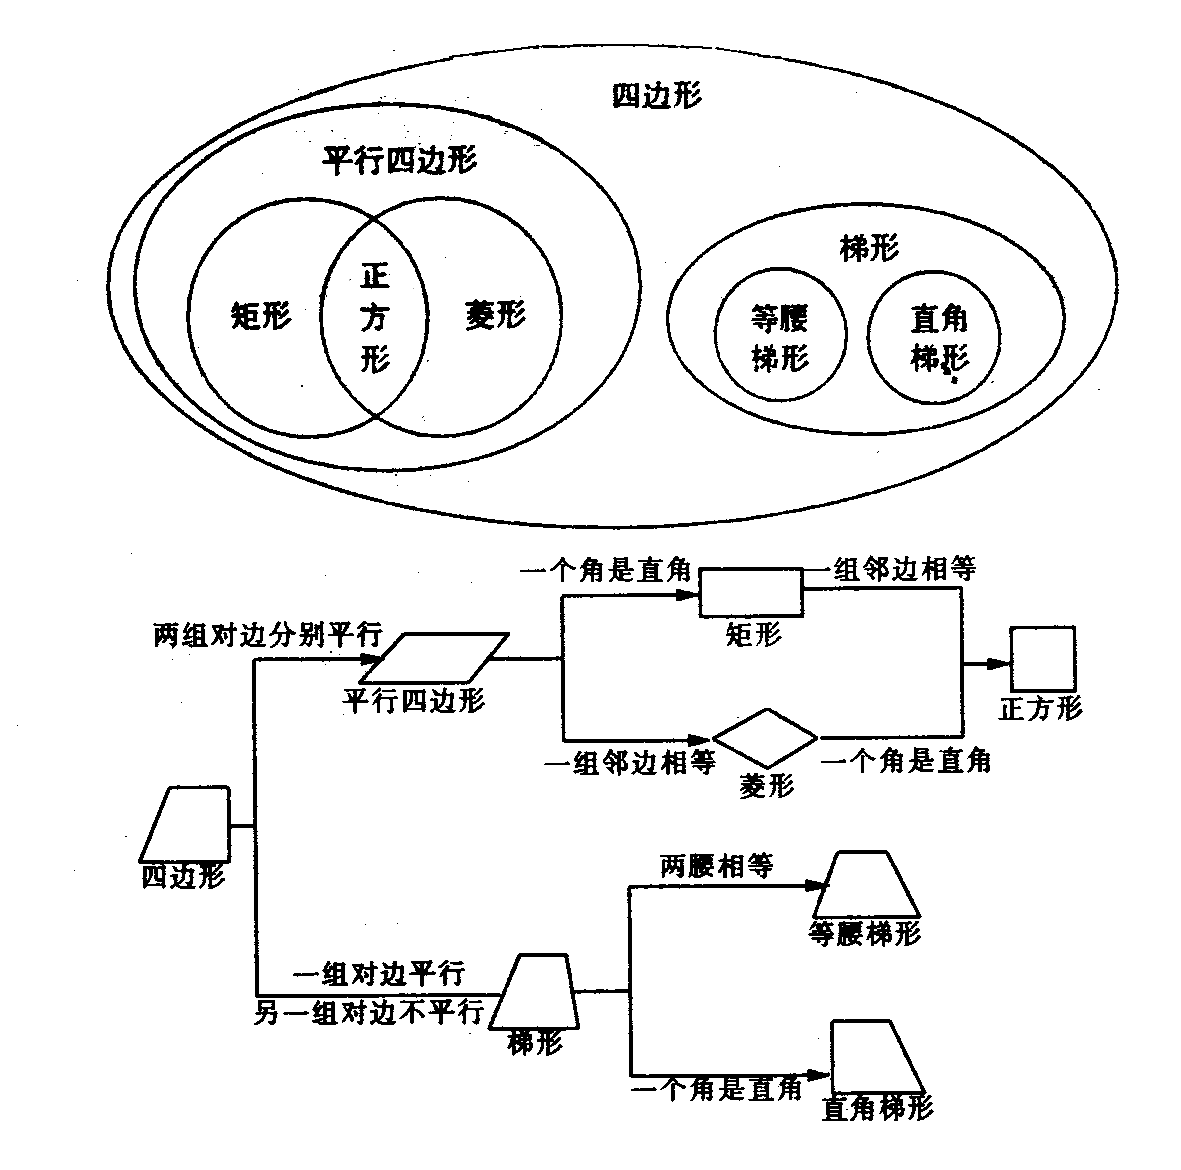 四边形
平行四边形
矩形
正方形
菱形
梯形
等腰
梯形
直角
梯形
一个角是直角
一组邻边相等
矩形
两组对边分别平行
平行四边形
正方形
一组邻边相等
一个角是直角
菱形
四边形
两腰相等
等腰梯形
一组对边平行
另一组对边不平行
梯形
一个角是直角
直角梯形